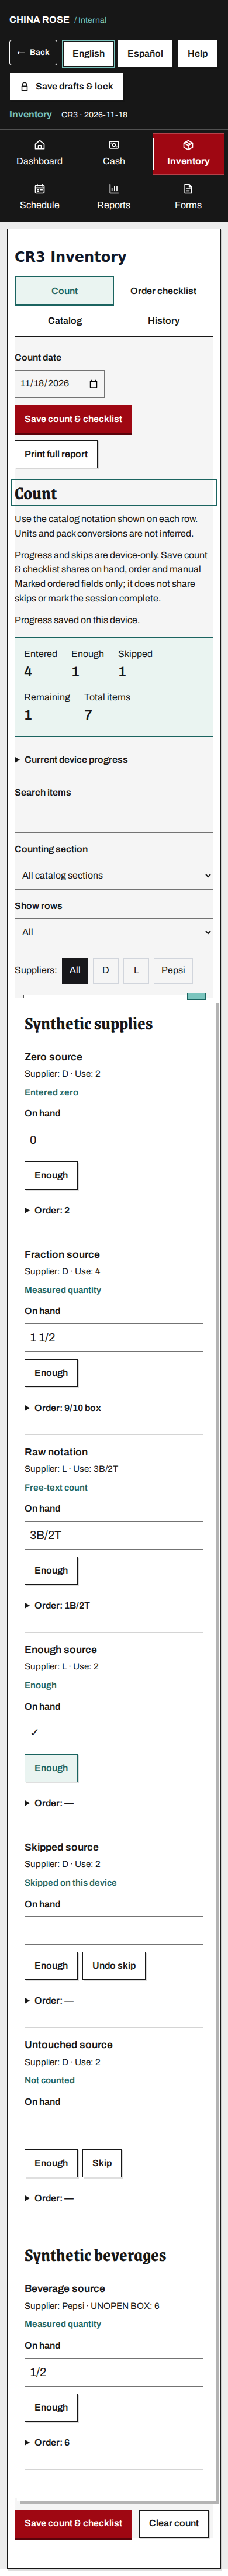 CHINA ROSE / Internal
← Back English Español Help
Save drafts & lock
Inventory CR3 · 2026-11-18
Dashboard Cash Inventory
Schedule Reports Forms
CR3 Inventory
Count Order checklist
Catalog History
Count date
11/18/2026
Save count & checklist
Print full report
Count
Use the catalog notation shown on each row.
Units and pack conversions are not inferred.
Progress and skips are device-only. Save count
& checklist shares on hand, order and manual
Marked ordered fields only; it does not share
skips or mark the session complete.
Progress saved on this device.
Entered Enough Skipped
4 1 1
Remaining Total items
1 7
Current device progress
Search items
Counting section
All catalog sections
Show rows
All
Suppliers: All D L Pepsi
Synthetic supplies
Zero source
Supplier: D · Use: 2
Entered zero
On hand
0
Enough
Order: 2
Fraction source
Supplier: D · Use: 4
Measured quantity
On hand
1 1/2
Enough
Order: 9/10 box
Raw notation
Supplier: L · Use: 3B/2T
Free-text count
On hand
3B/2T
Enough
Order: 1B/2T
Enough source
Supplier: L · Use: 2
Enough
On hand
✓
Enough
Order: —
Skipped source
Supplier: D · Use: 2
Skipped on this device
On hand
Enough Undo skip
Order: —
Untouched source
Supplier: D · Use: 2
Not counted
On hand
Enough Skip
Order: —
Synthetic beverages
Beverage source
Supplier: Pepsi · UNOPEN BOX: 6
Measured quantity
On hand
1/2
Enough
Order: 6
Save count & checklist Clear count